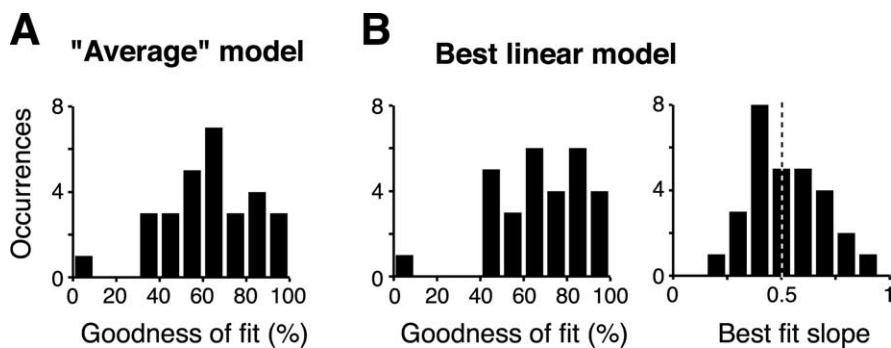 A
"Average" model
B
Best linear model
Occurrences
8
4
0
0 20 40 60 80 100
Goodness of fit (%)
8
4
0
0 20 40 60 80 100
Goodness of fit (%)
8
4
0
0 0.5 1
Best fit slope